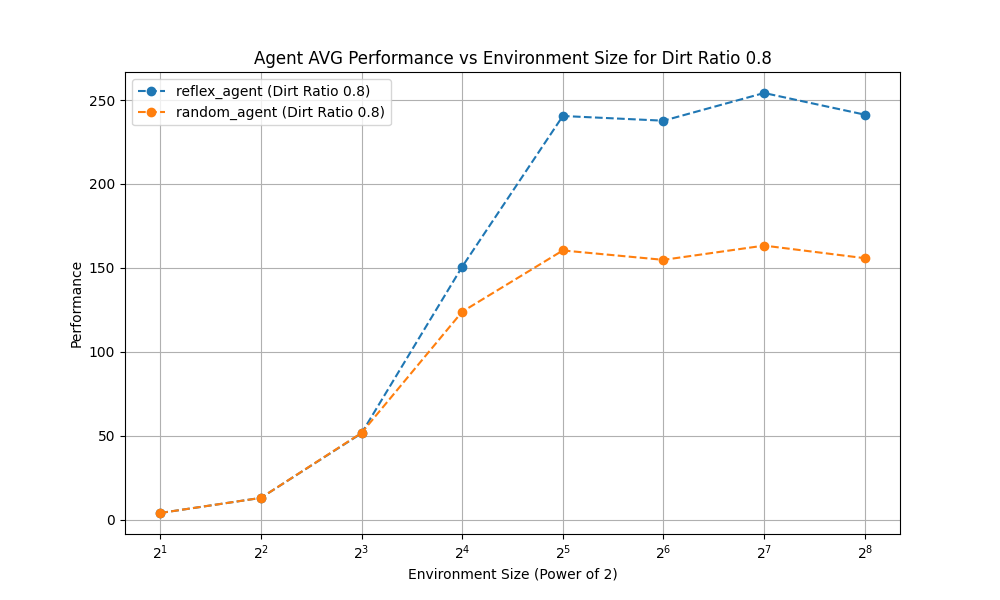 Agent AVG Performance vs Environment Size for Dirt Ratio 0.8
reflex_agent (Dirt Ratio 0.8)
random_agent (Dirt Ratio 0.8)
Performance
250
200
150
100
50
0
2¹ 2² 2³ 2⁴ 2⁵ 2⁶ 2⁷ 2⁸
Environment Size (Power of 2)